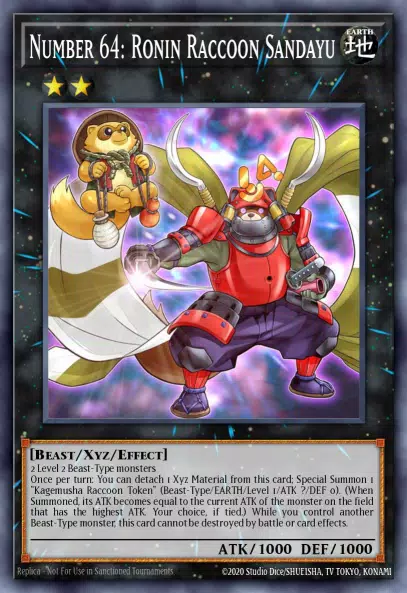 NUMBER 64: RONIN RACCOON SANDAYU
EARTH
地
64
[BEAST/XYZ/EFFECT]
2 Level 2 Beast-Type monsters
Once per turn: You can detach 1 Xyz Material from this card; Special Summon 1
"Kagemusha Raccoon Token" (Beast-Type/EARTH/Level 1/ATK ?/DEF 0). (When
Summoned, its ATK becomes equal to the current ATK of the monster on the field
that has the highest ATK. Your choice, if tied.) While you control another
Beast-Type monster, this card cannot be destroyed by battle or card effects.
ATK/1000 DEF/1000
Replica - Not For Use in Sanctioned Tournaments
©2020 Studio Dice/SHUEISHA, TV TOKYO, KONAMI